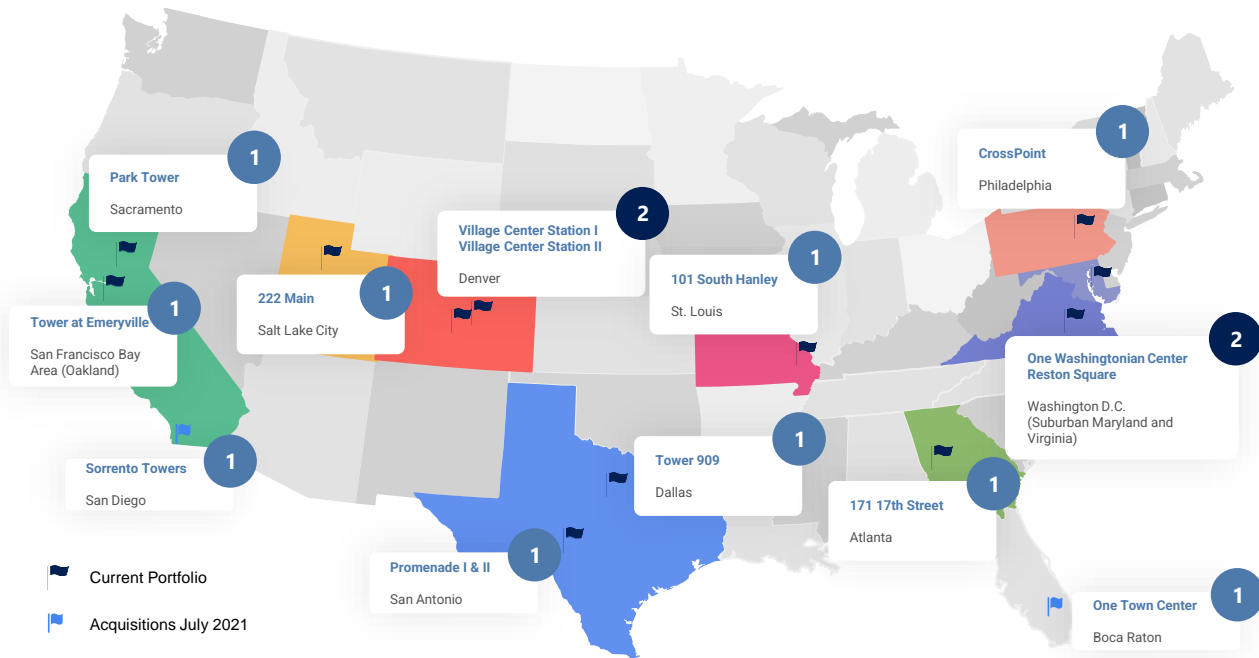 1
Park Tower
Sacramento
1
CrossPoint
Philadelphia
2
Village Center Station I
Village Center Station II
Denver
1
101 South Hanley
St. Louis
1
222 Main
Salt Lake City
1
Tower at Emeryville
San Francisco Bay
Area (Oakland)
2
One Washingtonian Center
Reston Square
Washington D.C.
(Suburban Maryland and
Virginia)
1
Sorrento Towers
San Diego
1
Tower 909
Dallas
1
171 17th Street
Atlanta
1
Promenade I & II
San Antonio
1
One Town Center
Boca Raton
Current Portfolio
Acquisitions July 2021